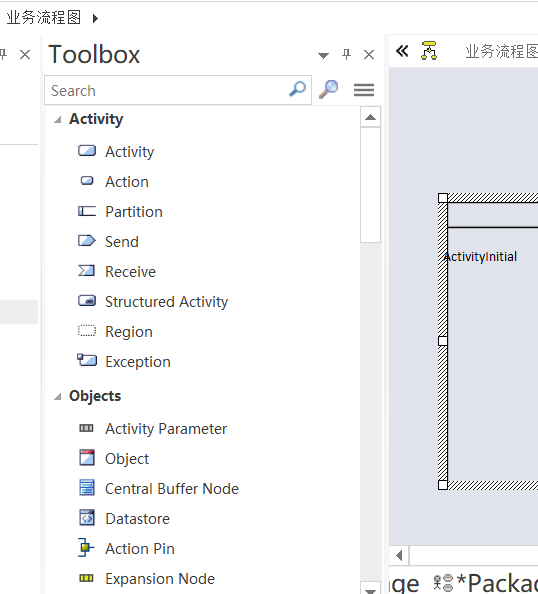 业务流程图
Toolbox
业务流程图
Search
Activity
Activity
Action
Partition
Send
Receive
Structured Activity
Region
Exception
Objects
Activity Parameter
Object
Central Buffer Node
Datastore
Action Pin
Expansion Node
ActivityInitial
nge *Packa